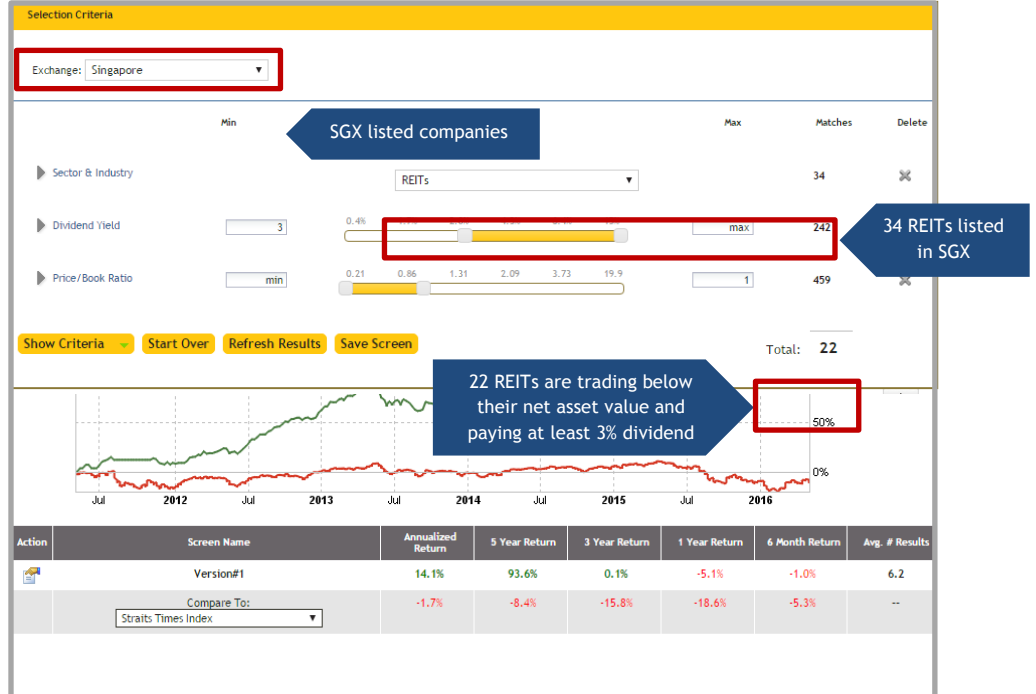 Selection Criteria
Exchange: Singapore
Min Max Matches Delete
SGX listed companies
Sector & Industry REITs 34
Dividend Yield 3 0.4% max 242
34 REITs listed
in SGX
Price/Book Ratio min 0.21 0.86 1.31 2.09 3.73 19.9 1 459
Show Criteria Start Over Refresh Results Save Screen Total: 22
22 REITs are trading below
their net asset value and
paying at least 3% dividend
50%
0%
Jul 2012 Jul 2013 Jul 2014 Jul 2015 Jul 2016
Action Screen Name Annualized Return 5 Year Return 3 Year Return 1 Year Return 6 Month Return Avg. # Results
Version#1 14.1% 93.6% 0.1% -5.1% -1.0% 6.2
Compare To: -1.7% -8.4% -15.8% -18.6% -5.3% --
Straits Times Index